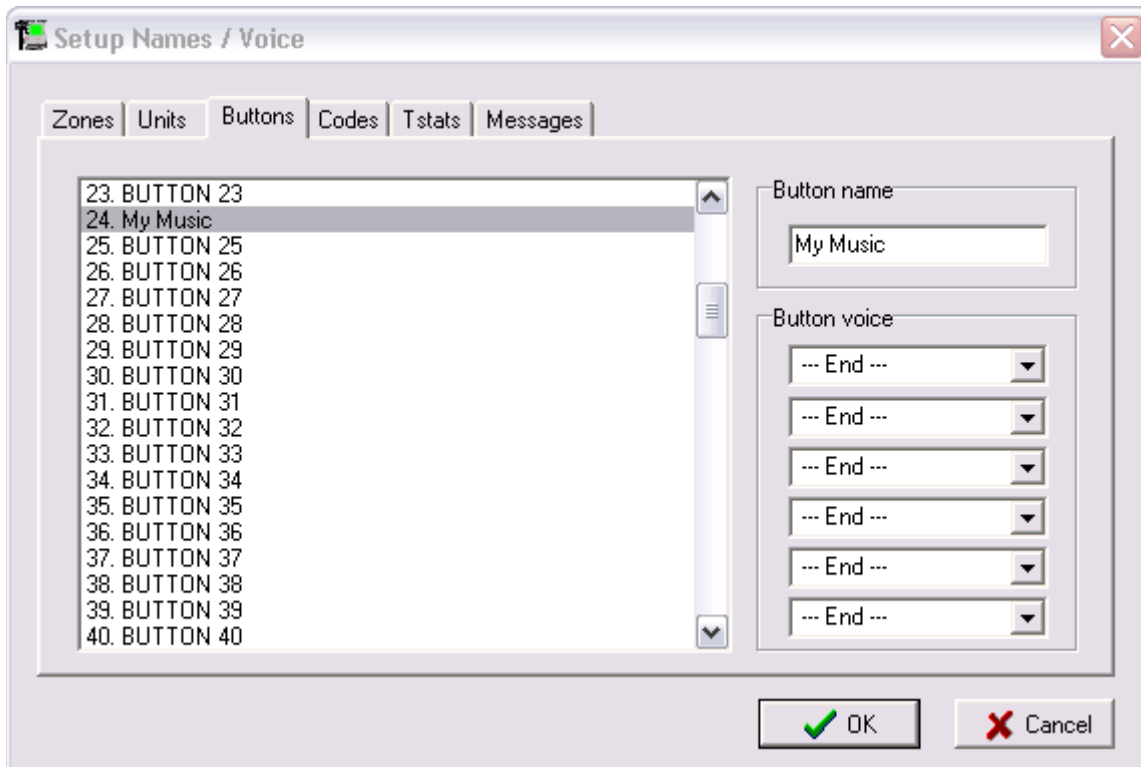 Setup Names / Voice
Zones Units Buttons Codes Tstats Messages
23. BUTTON 23
24. My Music
25. BUTTON 25
26. BUTTON 26
27. BUTTON 27
28. BUTTON 28
29. BUTTON 29
30. BUTTON 30
31. BUTTON 31
32. BUTTON 32
33. BUTTON 33
34. BUTTON 34
35. BUTTON 35
36. BUTTON 36
37. BUTTON 37
38. BUTTON 38
39. BUTTON 39
40. BUTTON 40
Button name
My Music
Button voice
--- End ---
--- End ---
--- End ---
--- End ---
--- End ---
--- End ---
OK Cancel